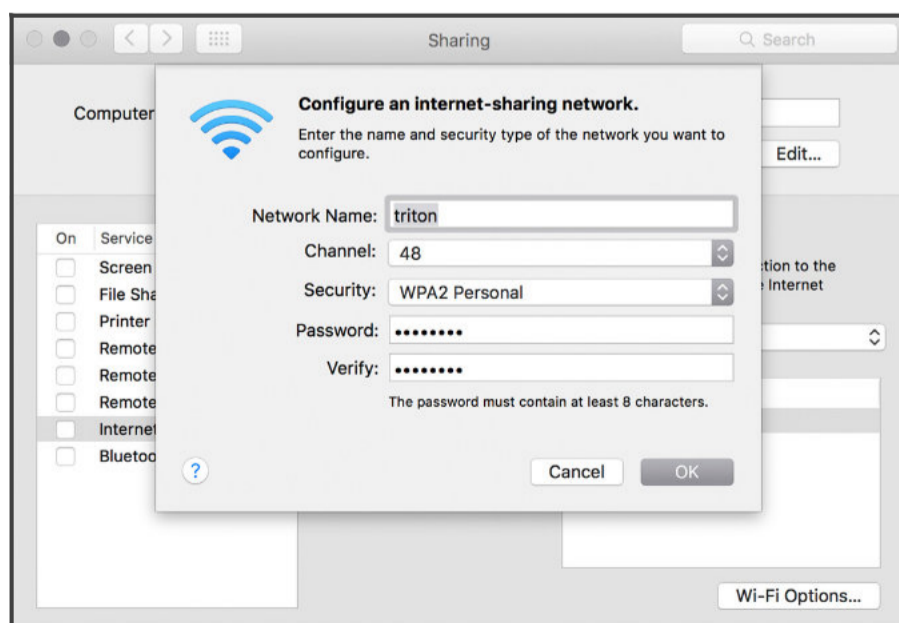 Sharing
Search
Computer
Edit...
Configure an internet-sharing network.
Enter the name and security type of the network you want to
configure.
Network Name: triton
Channel: 48
Security: WPA2 Personal
Password: ••••••••
Verify: ••••••••
The password must contain at least 8 characters.
? Cancel OK
On Service
Screen
File Sha
Printer
Remote
Remote
Remote
Internet
Bluetoo
ction to the
Internet
Wi-Fi Options...